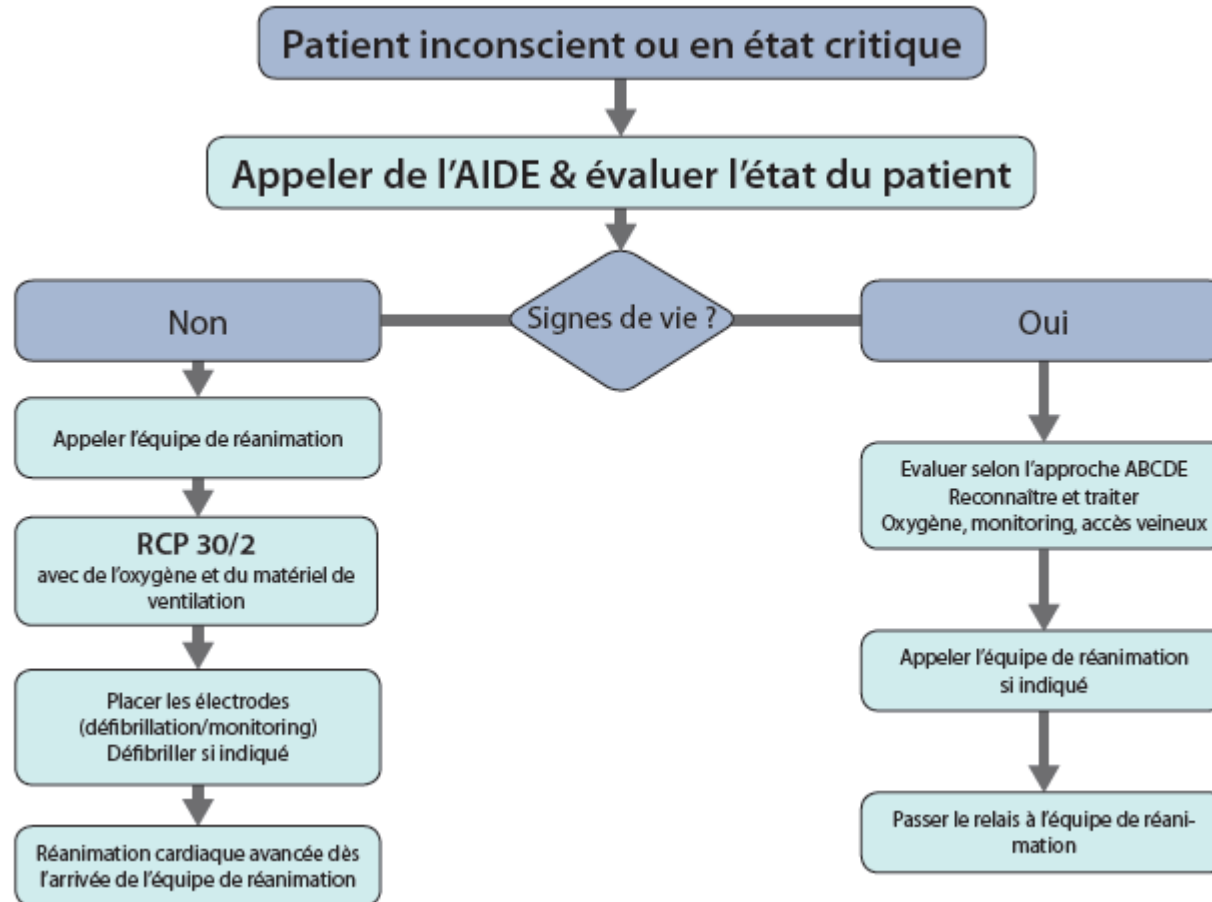 Patient inconscient ou en état critique
Appeler de l'AIDE & évaluer l'état du patient
Signes de vie ?
Non
Appeler l'équipe de réanimation
RCP 30/2
avec de l'oxygène et du matériel de
ventilation
Placer les électrodes
(défibrillation/monitoring)
Défibriller si indiqué
Réanimation cardiaque avancée dès
l'arrivée de l'équipe de réanimation
Oui
Evaluer selon l'approche ABCDE
Reconnaître et traiter
Oxygène, monitoring, accès veineux
Appeler l'équipe de réanimation
si indiqué
Passer le relais à l'équipe de réani-
mation